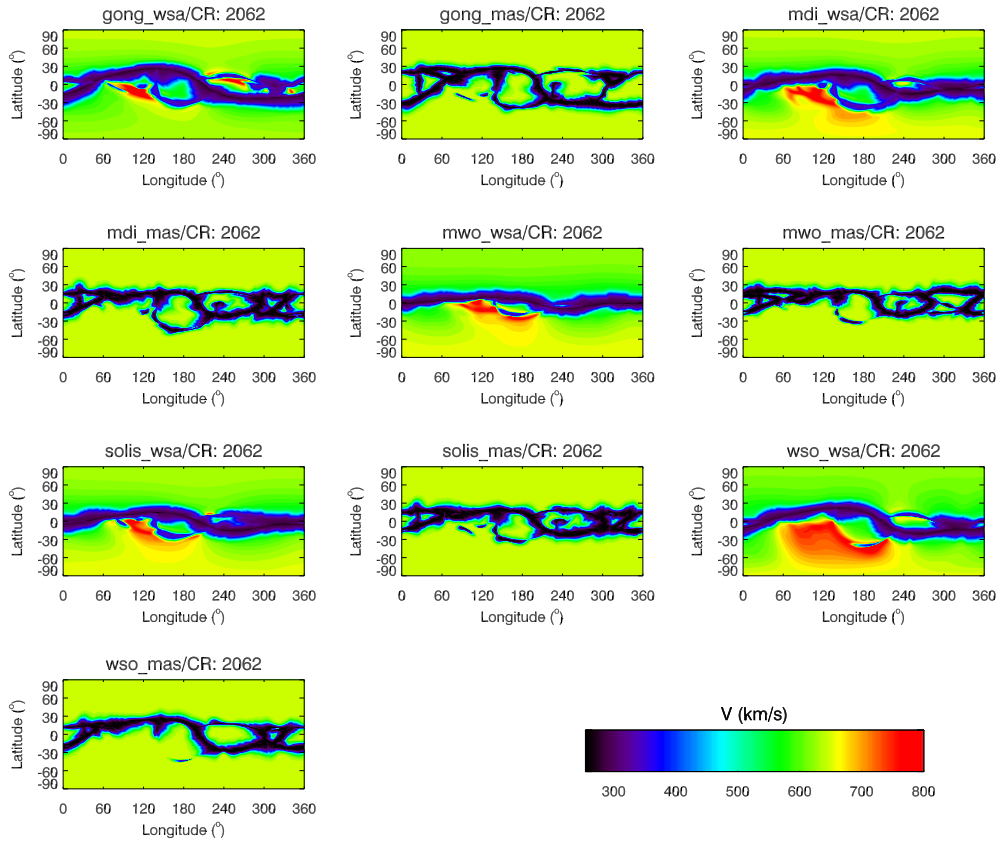 gong_wsa/CR: 2062
90
60
30
0
-30
-60
-90
Latitude (°)
0 60 120 180 240 300 360
Longitude (°)
gong_mas/CR: 2062
90
60
30
0
-30
-60
-90
Latitude (°)
0 60 120 180 240 300 360
Longitude (°)
mdi_wsa/CR: 2062
90
60
30
0
-30
-60
-90
Latitude (°)
0 60 120 180 240 300 360
Longitude (°)
mdi_mas/CR: 2062
90
60
30
0
-30
-60
-90
Latitude (°)
0 60 120 180 240 300 360
Longitude (°)
mwo_wsa/CR: 2062
90
60
30
0
-30
-60
-90
Latitude (°)
0 60 120 180 240 300 360
Longitude (°)
mwo_mas/CR: 2062
90
60
30
0
-30
-60
-90
Latitude (°)
0 60 120 180 240 300 360
Longitude (°)
solis_wsa/CR: 2062
90
60
30
0
-30
-60
-90
Latitude (°)
0 60 120 180 240 300 360
Longitude (°)
solis_mas/CR: 2062
90
60
30
0
-30
-60
-90
Latitude (°)
0 60 120 180 240 300 360
Longitude (°)
wso_wsa/CR: 2062
90
60
30
0
-30
-60
-90
Latitude (°)
0 60 120 180 240 300 360
Longitude (°)
wso_mas/CR: 2062
90
60
30
0
-30
-60
-90
Latitude (°)
0 60 120 180 240 300 360
Longitude (°)
V (km/s)
300 400 500 600 700 800